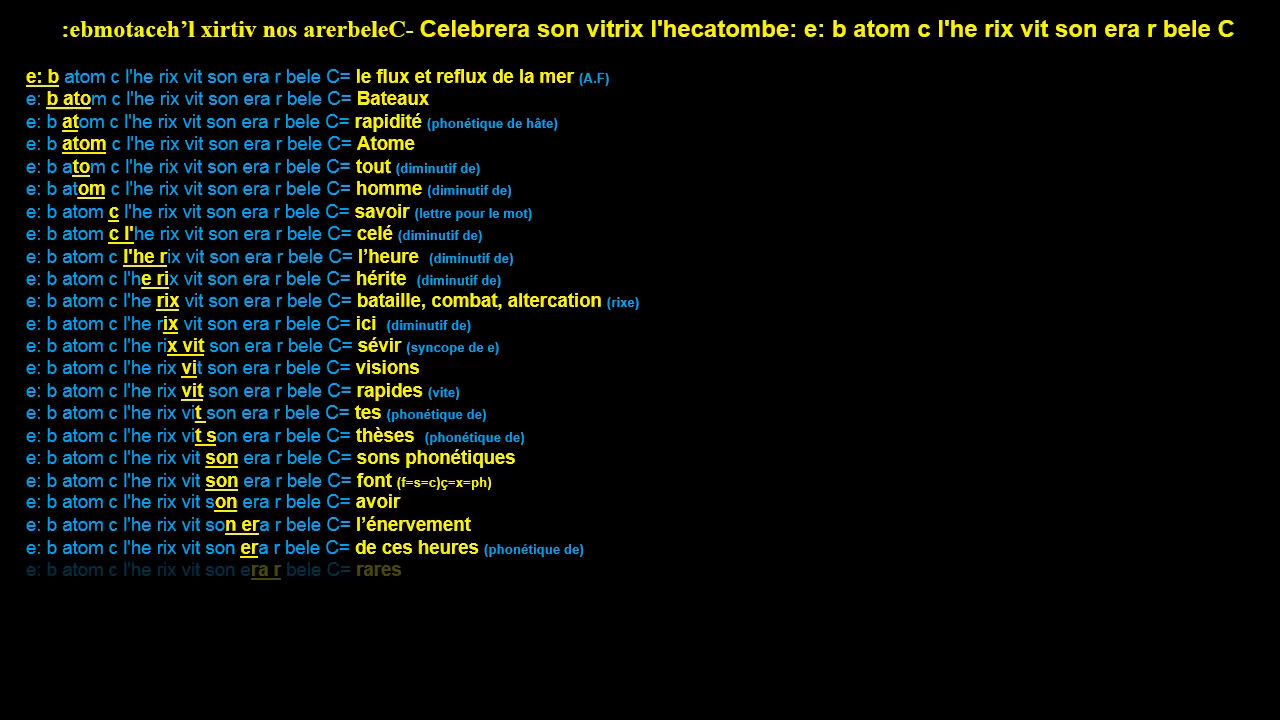 :ebmotaceh’l xirtiv nos arerbeleC- Celebrera son vitrix l'hecatombe: e: b atom c l'he rix vit son era r bele C
e: b atom c l'he rix vit son era r bele C= le flux et reflux de la mer (A.F)
e: b atom c l'he rix vit son era r bele C= Bateaux
e: b atom c l'he rix vit son era r bele C= rapidité (phonétique de hâte)
e: b atom c l'he rix vit son era r bele C= Atome
e: b atom c l'he rix vit son era r bele C= tout (diminutif de)
e: b atom c l'he rix vit son era r bele C= homme (diminutif de)
e: b atom c l'he rix vit son era r bele C= savoir (lettre pour le mot)
e: b atom c l'he rix vit son era r bele C= celé (diminutif de)
e: b atom c l'he rix vit son era r bele C= l’heure (diminutif de)
e: b atom c l'he rix vit son era r bele C= hérite (diminutif de)
e: b atom c l'he rix vit son era r bele C= bataille, combat, altercation (rixe)
e: b atom c l'he rix vit son era r bele C= ici (diminutif de)
e: b atom c l'he rix vit son era r bele C= sévir (syncope de e)
e: b atom c l'he rix vit son era r bele C= visions
e: b atom c l'he rix vit son era r bele C= rapides (vite)
e: b atom c l'he rix vit son era r bele C= tes (phonétique de)
e: b atom c l'he rix vit son era r bele C= thèses (phonétique de)
e: b atom c l'he rix vit son era r bele C= sons phonétiques
e: b atom c l'he rix vit son era r bele C= font (f=s=c)ç=x=ph)
e: b atom c l'he rix vit son era r bele C= avoir
e: b atom c l'he rix vit son era r bele C= l’énervement
e: b atom c l'he rix vit son era r bele C= de ces heures (phonétique de)
e: b atom c l'he rix vit son era r bele C= rares